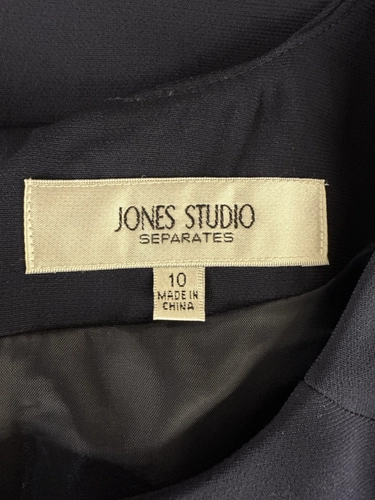 JONES STUDIO
SEPARATES
10
MADE IN
CHINA